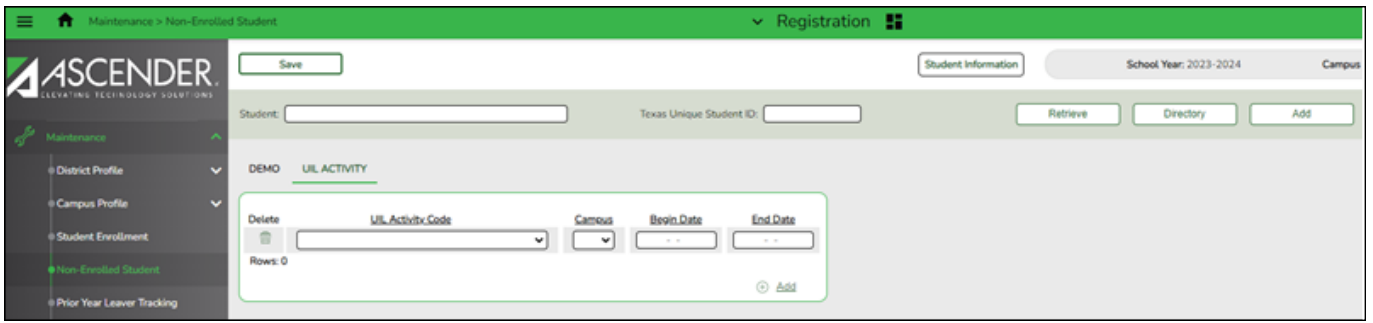 Maintenance > Non-Enrolled Student
Registration
ASCENDER
ELEVATING TECHNOLOGY SOLUTIONS
Save
Student Information
School Year: 2023-2024
Campus
Student:
Texas Unique Student ID:
Retrieve
Directory
Add
Maintenance
District Profile
Campus Profile
Student Enrollment
Non-Enrolled Student
Prior Year Leaver Tracking
DEMO
UIL ACTIVITY
Delete
UIL Activity Code
Campus
Begin Date
End Date
- -
- -
Rows: 0
Add